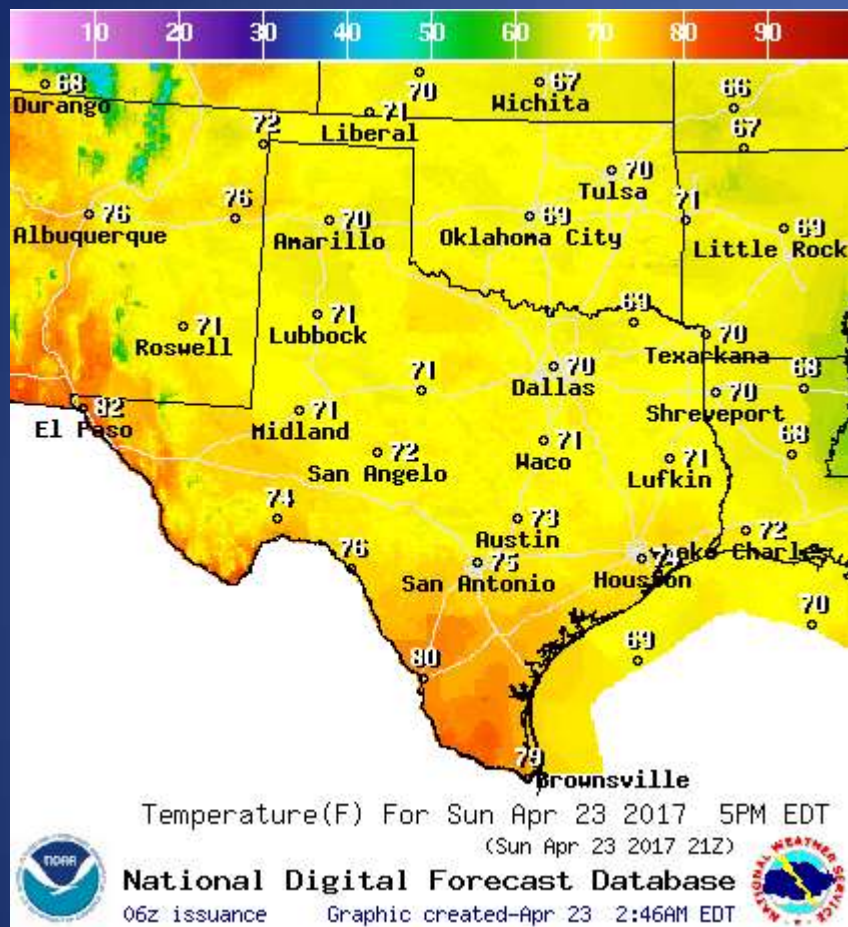 10 20 30 40 50 60 70 80 90
68
Durango
70
67
Wichita
66
71
Liberal
72
67
70
Tulsa
76
Albuquerque
76
70
Amarillo
69
Oklahoma City
71
69
Little Rock
71
Roswell
71
Lubbock
69
70
Texarkana
71
70
Dallas
70
Shreveport
68
82
El Paso
71
Midland
72
San Angelo
71
Waco
71
Lufkin
68
74
73
Austin
72
Lake Charles
76
75
San Antonio
74
Houston
70
69
80
79
Brownsville
Temperature(F) For Sun Apr 23 2017 5PM EDT
(Sun Apr 23 2017 21Z)
National Digital Forecast Database
06z issuance Graphic created-Apr 23 2:46AM EDT
NOAA
NATIONAL WEATHER SERVICE